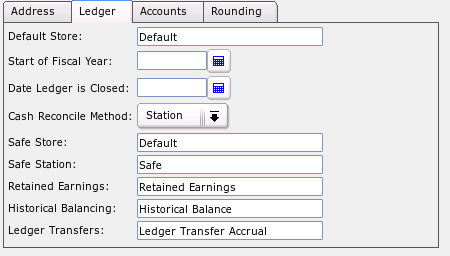 Address Ledger Accounts Rounding
Default Store: Default
Start of Fiscal Year:
Date Ledger is Closed:
Cash Reconcile Method: Station
Safe Store: Default
Safe Station: Safe
Retained Earnings: Retained Earnings
Historical Balancing: Historical Balance
Ledger Transfers: Ledger Transfer Accrual